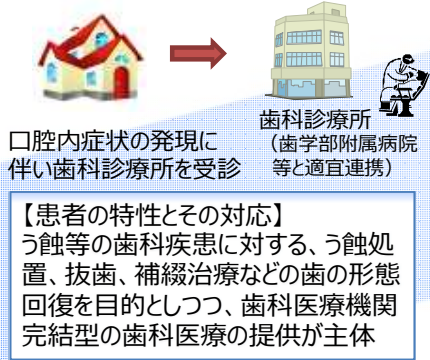 口腔内症状の発現に
伴い歯科診療所を受診
歯科診療所
（歯学部附属病院
等と適宜連携）
【患者の特性とその対応】
う蝕等の歯科疾患に対する、う蝕処
置、抜歯、補綴治療などの歯の形態
回復を目的としつつ、歯科医療機関
完結型の歯科医療の提供が主体